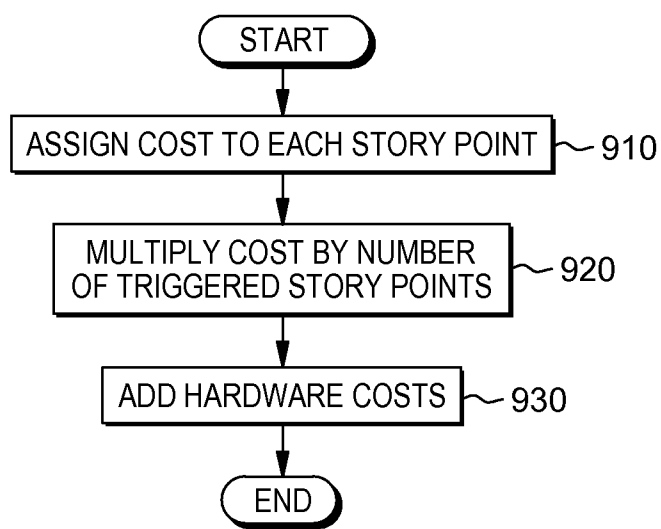 START
ASSIGN COST TO EACH STORY POINT
910
MULTIPLY COST BY NUMBER
OF TRIGGERED STORY POINTS
920
ADD HARDWARE COSTS
930
END